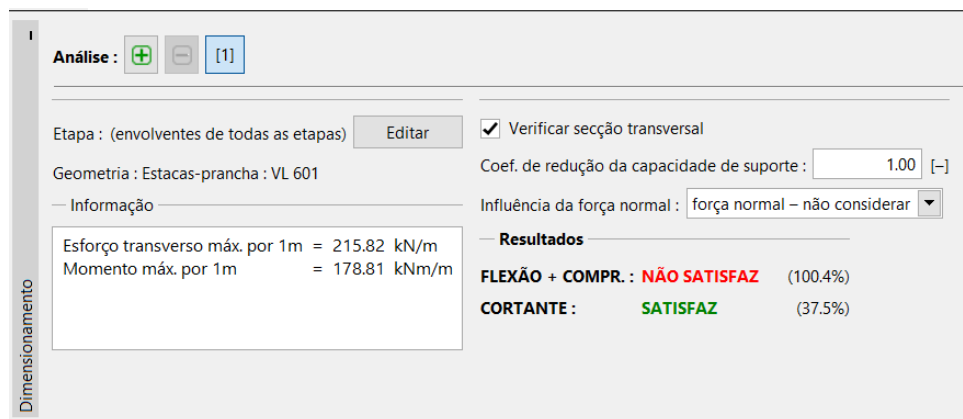 Análise : [1]
Etapa : (envolventes de todas as etapas) Editar
Geometria : Estacas-prancha : VL 601
Informação
Esforço transverso máx. por 1m = 215.82 kN/m
Momento máx. por 1m = 178.81 kNm/m
Verificar secção transversal
Coef. de redução da capacidade de suporte : 1.00 [–]
Influência da força normal : força normal – não considerar
Resultados
FLEXÃO + COMPR. : NÃO SATISFAZ (100.4%)
CORTANTE : SATISFAZ (37.5%)
Dimensionamento